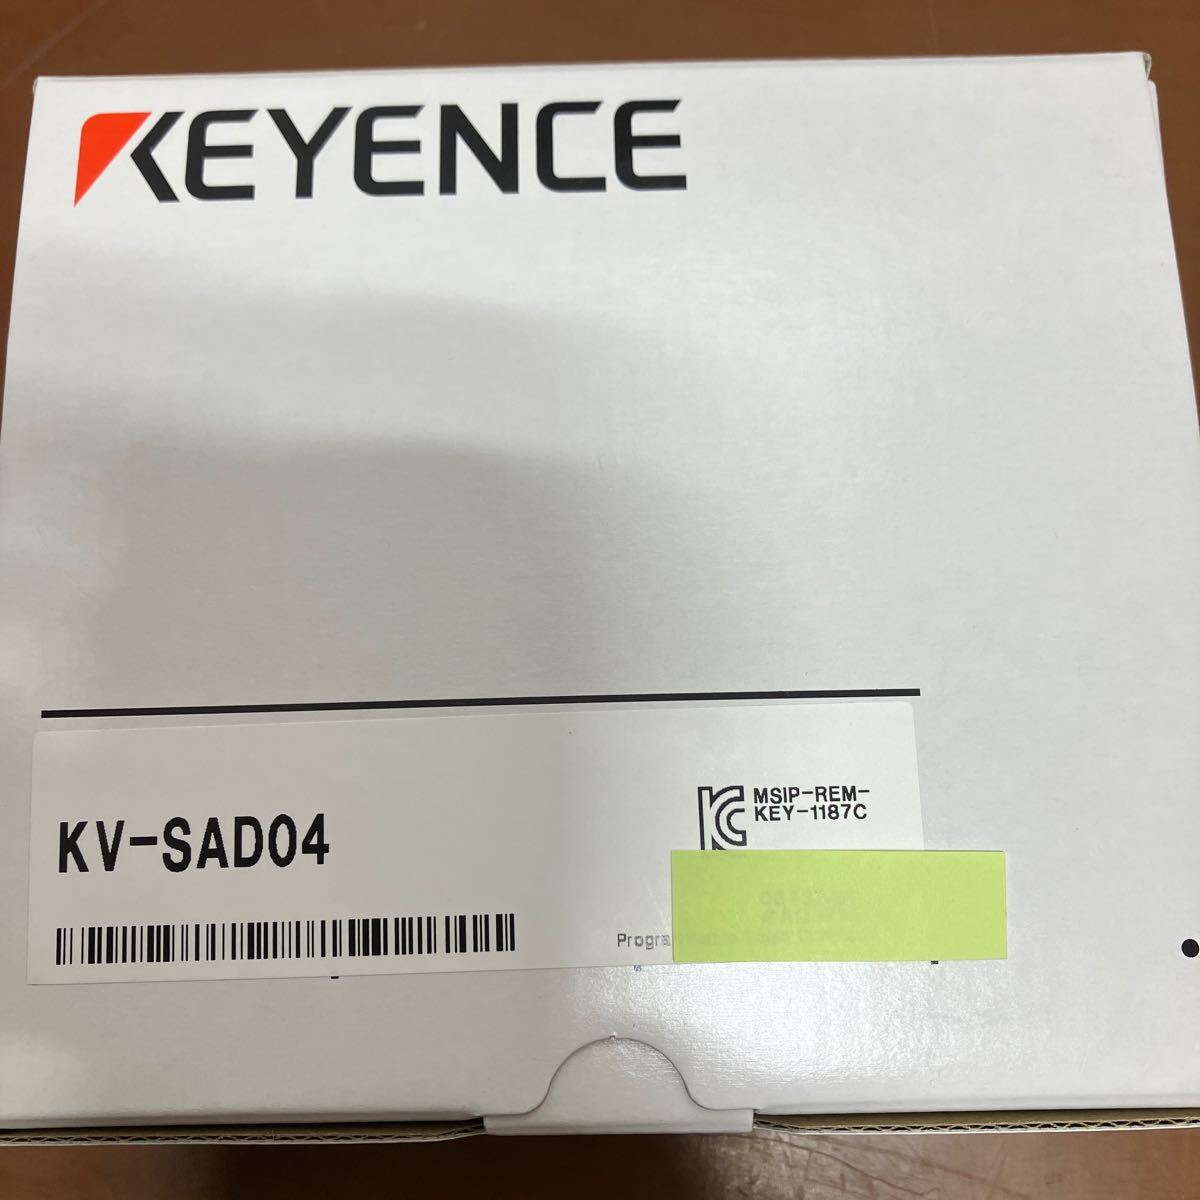 KEYENCE
KV-SAD04
MSIP-REM-
KEY-1187C